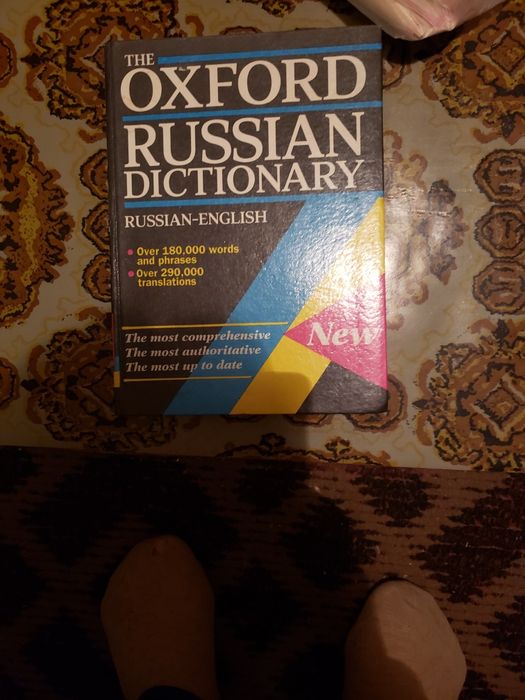 THE
OXFORD
RUSSIAN
DICTIONARY
RUSSIAN-ENGLISH
• Over 180,000 words
and phrases
• Over 290,000
translations
The most comprehensive
The most authoritative
The most up to date
New